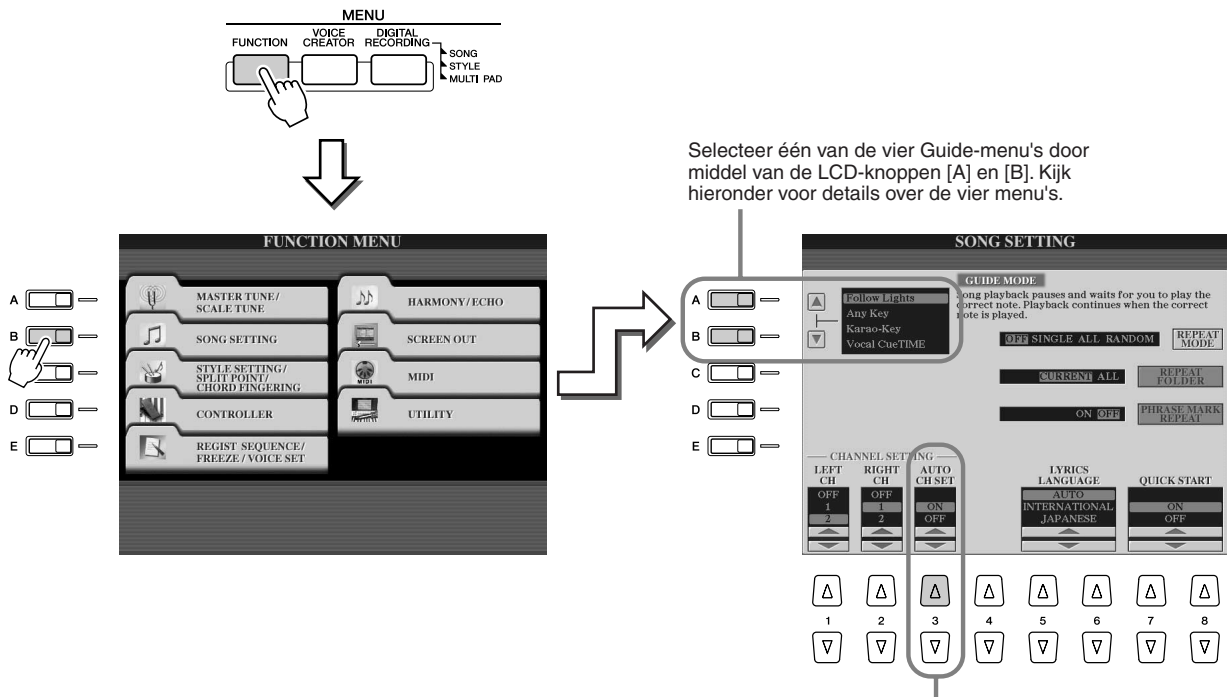 MENU
FUNCTION
VOICE CREATOR
DIGITAL RECORDING
SONG
STYLE
MULTI PAD
Selecteer één van de vier Guide-menu's door
middel van de LCD-knoppen [A] en [B]. Kijk
hieronder voor details over de vier menu's.
FUNCTION MENU
A
B
D
E
MASTER TUNE/
SCALE TUNE
SONG SETTING
STYLE SETTING/
SPLIT POINT/
CHORD FINGERING
CONTROLLER
REGIST SEQUENCE/
FREEZE / VOICE SET
HARMONY/ ECHO
SCREEN OUT
MIDI
MIDI
UTILITY
SONG SETTING
A
B
C
D
E
Follow Lights
Any Key
Karao-Key
Vocal CueTIME
GUIDE MODE
Song playback pauses and waits for you to play the
correct note. Playback continues when the correct
note is played.
OFF SINGLE ALL RANDOM
REPEAT
MODE
CURRENT ALL
REPEAT
FOLDER
ON OFF
PHRASE MARK
REPEAT
CHANNEL SETTING
LEFT
CH
OFF
1
2
RIGHT
CH
OFF
1
2
AUTO
CH SET
ON
OFF
LYRICS
LANGUAGE
AUTO
INTERNATIONAL
JAPANESE
QUICK START
ON
OFF
1 2 3 4 5 6 7 8